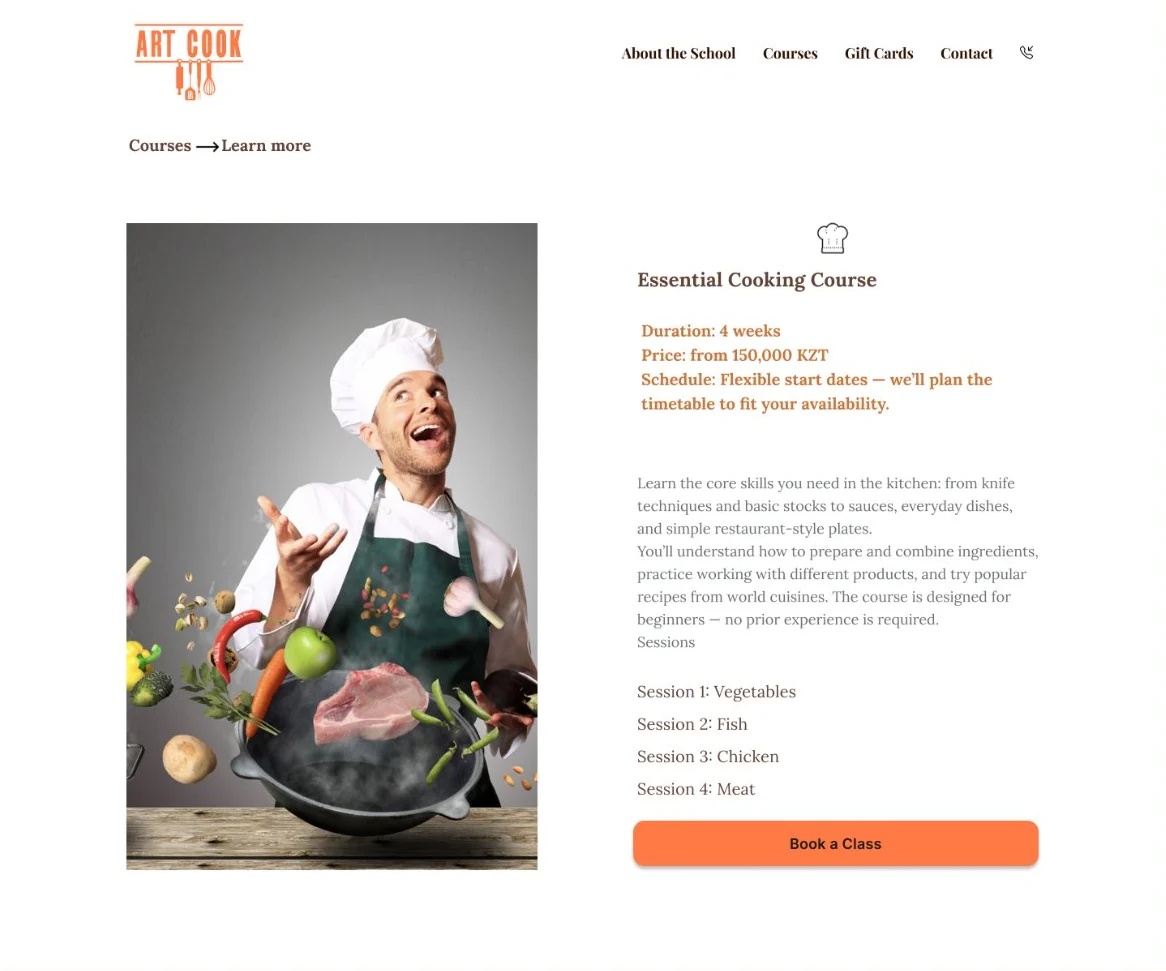 ART COOK
About the School Courses Gift Cards Contact
Courses ⟶ Learn more
Essential Cooking Course
Duration: 4 weeks
Price: from 150,000 KZT
Schedule: Flexible start dates — we’ll plan the
timetable to fit your availability.
Learn the core skills you need in the kitchen: from knife
techniques and basic stocks to sauces, everyday dishes,
and simple restaurant-style plates.
You’ll understand how to prepare and combine ingredients,
practice working with different products, and try popular
recipes from world cuisines. The course is designed for
beginners — no prior experience is required.
Sessions
Session 1: Vegetables
Session 2: Fish
Session 3: Chicken
Session 4: Meat
Book a Class